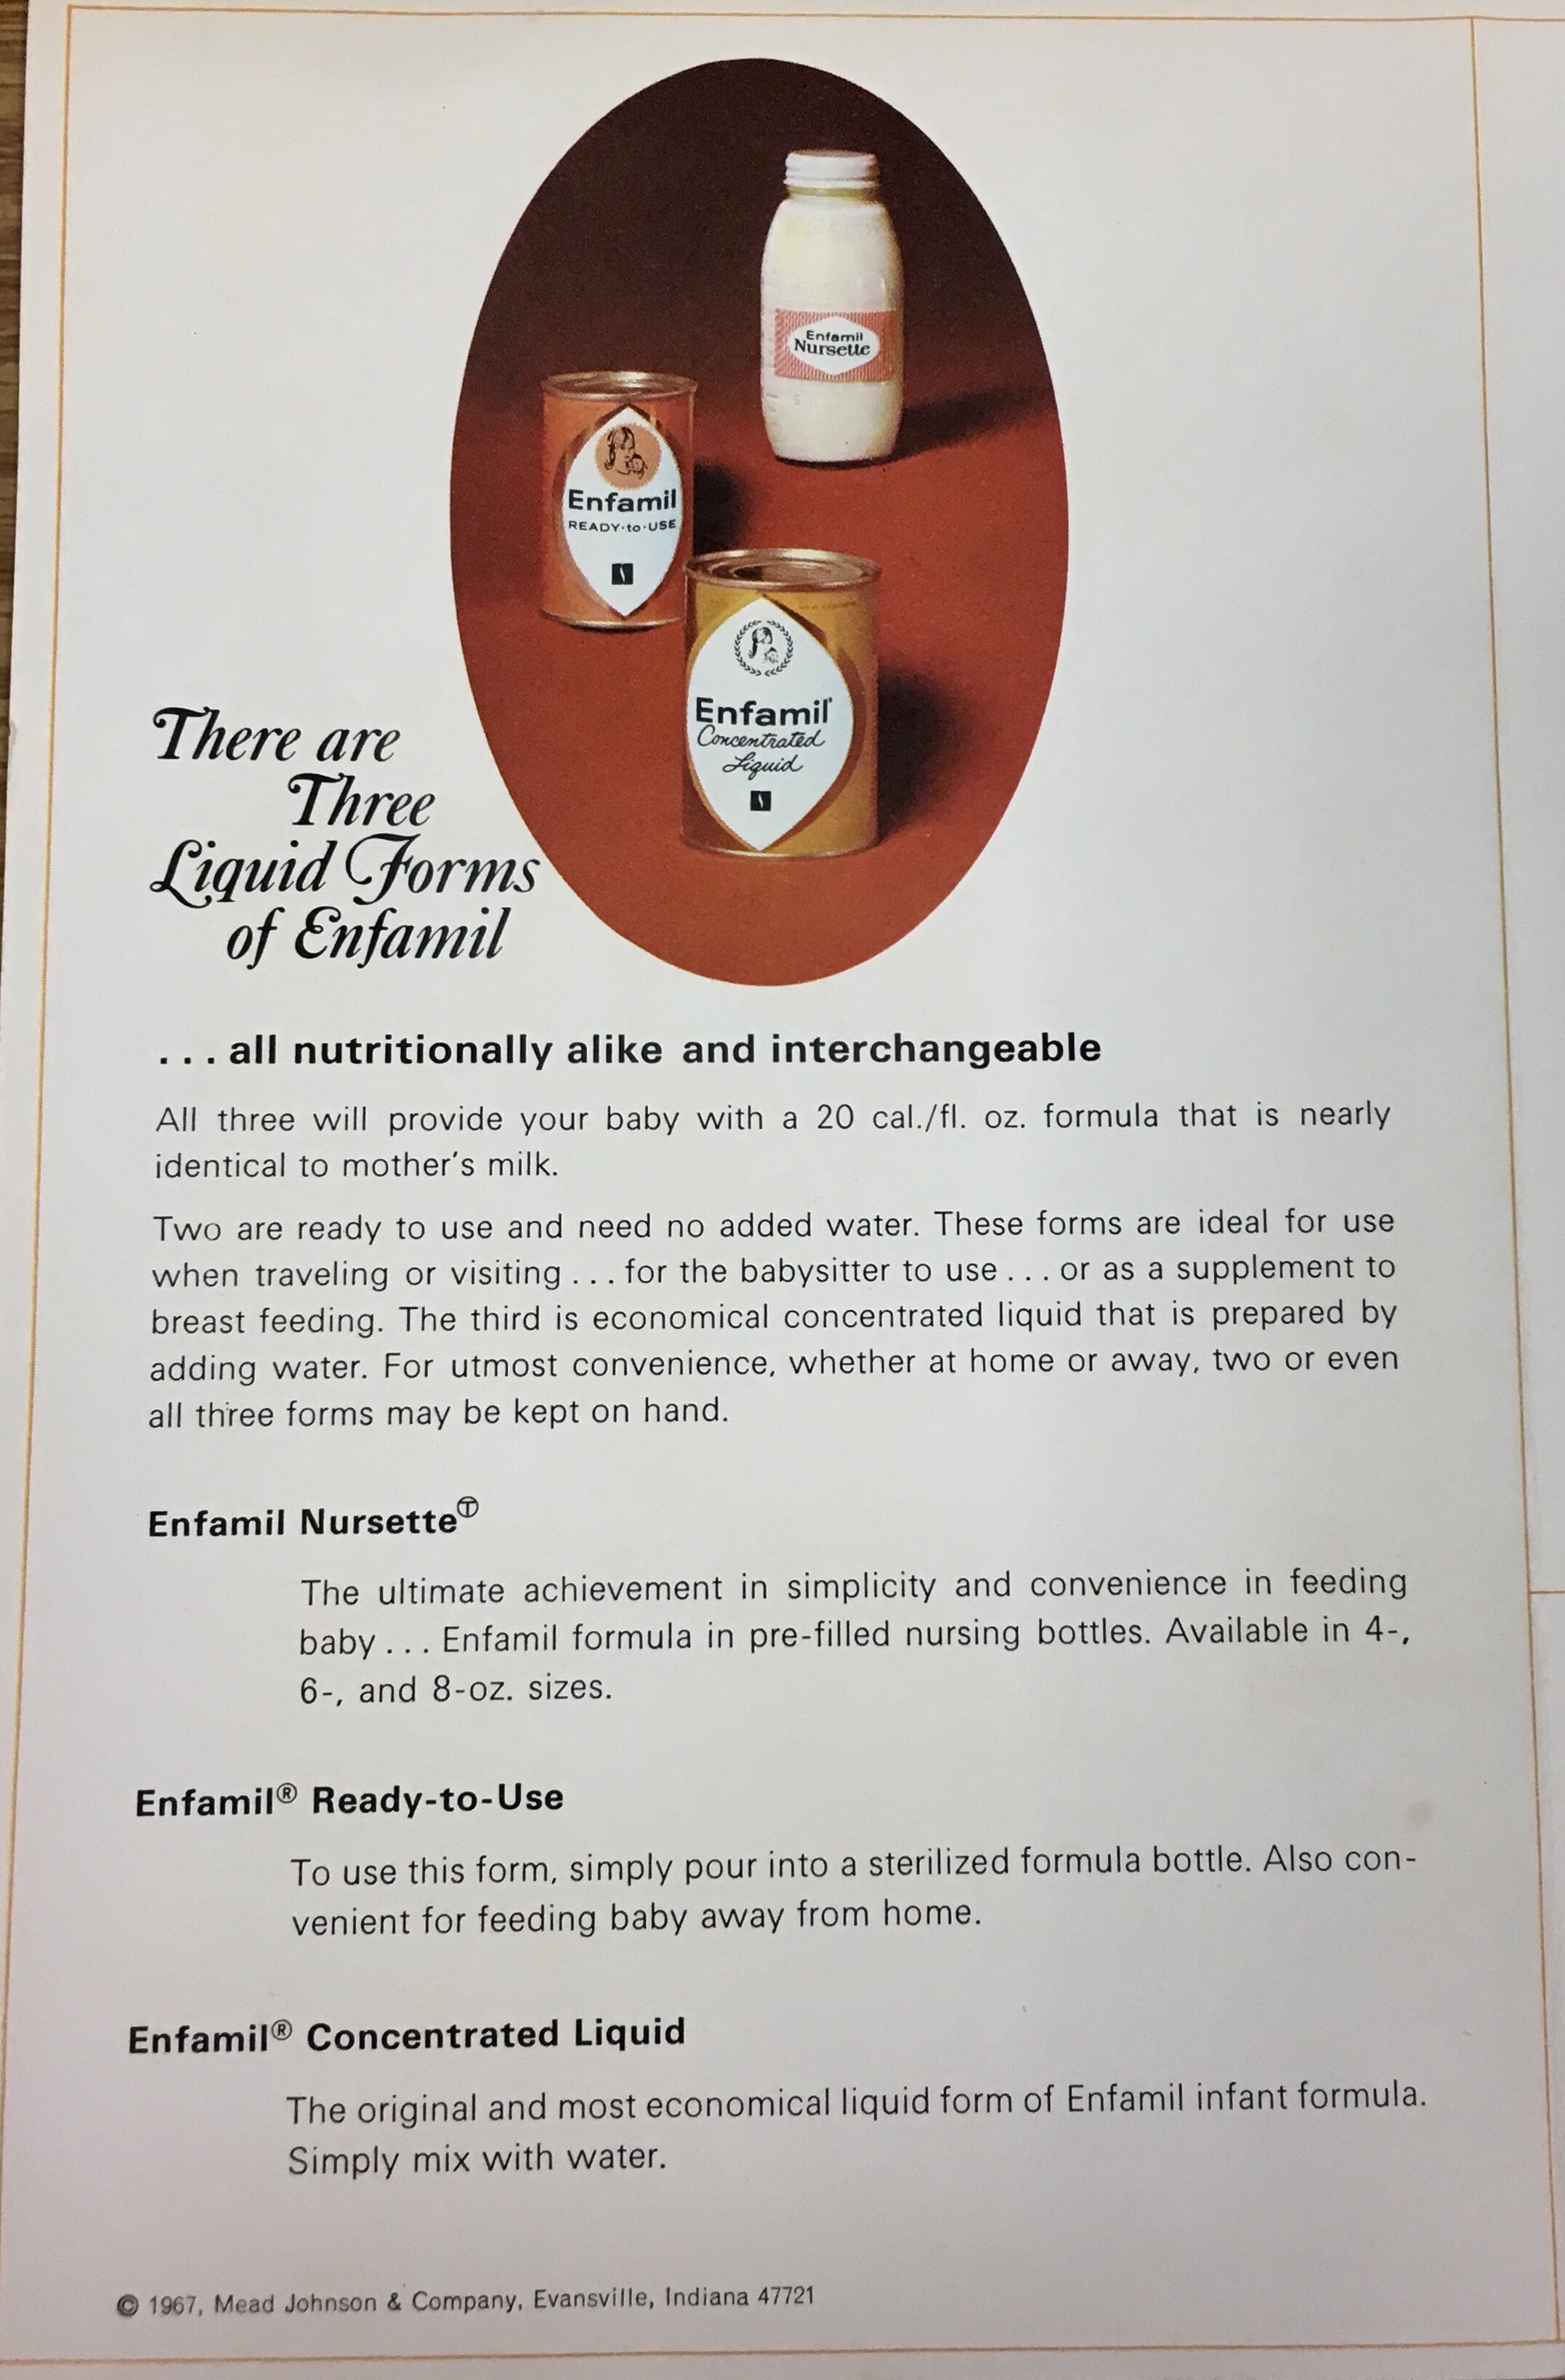 Enfamil
Nursette
Enfamil
READY·to·USE
Enfamil
Concentrated
Liquid
There are
Three
Liquid Forms
of Enfamil
...all nutritionally alike and interchangeable
All three will provide your baby with a 20 cal./fl. oz. formula that is nearly
identical to mother's milk.
Two are ready to use and need no added water. These forms are ideal for use
when traveling or visiting...for the babysitter to use...or as a supplement to
breast feeding. The third is economical concentrated liquid that is prepared by
adding water. For utmost convenience, whether at home or away, two or even
all three forms may be kept on hand.
Enfamil NursetteⓉ
The ultimate achievement in simplicity and convenience in feeding
baby...Enfamil formula in pre-filled nursing bottles. Available in 4-,
6-, and 8-oz. sizes.
Enfamil® Ready-to-Use
To use this form, simply pour into a sterilized formula bottle. Also con-
venient for feeding baby away from home.
Enfamil® Concentrated Liquid
The original and most economical liquid form of Enfamil infant formula.
Simply mix with water.
© 1967, Mead Johnson & Company, Evansville, Indiana 47721